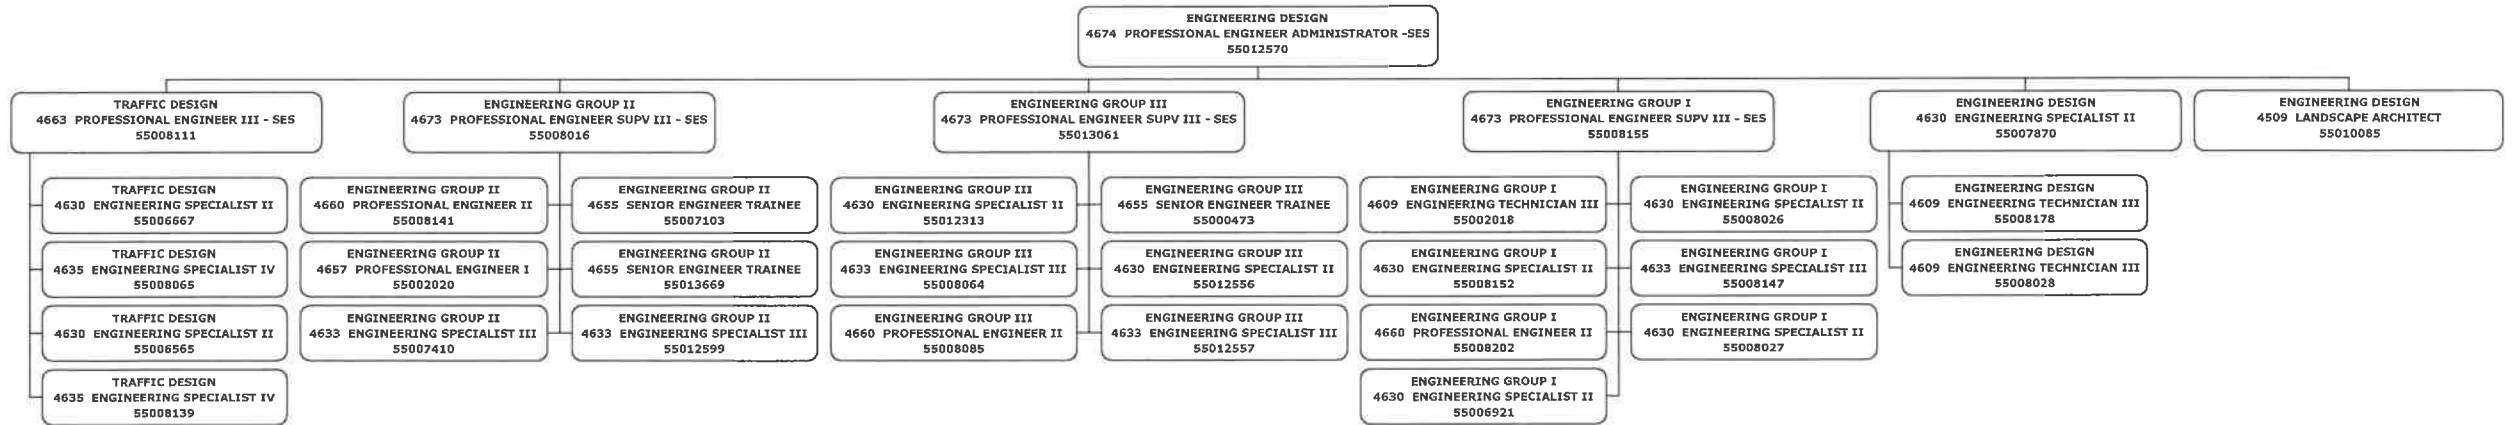 ENGINEERING DESIGN
4674 PROFESSIONAL ENGINEER ADMINISTRATOR -SES
55012570
TRAFFIC DESIGN
4663 PROFESSIONAL ENGINEER III - SES
55008111
ENGINEERING GROUP II
4673 PROFESSIONAL ENGINEER SUPV III - SES
55008016
ENGINEERING GROUP III
4673 PROFESSIONAL ENGINEER SUPV III - SES
55013061
ENGINEERING GROUP I
4673 PROFESSIONAL ENGINEER SUPV III - SES
55008155
ENGINEERING DESIGN
4630 ENGINEERING SPECIALIST II
55007870
ENGINEERING DESIGN
4509 LANDSCAPE ARCHITECT
55010085
TRAFFIC DESIGN
4630 ENGINEERING SPECIALIST II
55006667
TRAFFIC DESIGN
4635 ENGINEERING SPECIALIST IV
55008065
TRAFFIC DESIGN
4630 ENGINEERING SPECIALIST II
55006565
TRAFFIC DESIGN
4635 ENGINEERING SPECIALIST IV
55008139
ENGINEERING GROUP II
4660 PROFESSIONAL ENGINEER II
55008141
ENGINEERING GROUP II
4655 SENIOR ENGINEER TRAINEE
55007103
ENGINEERING GROUP II
4657 PROFESSIONAL ENGINEER I
55002020
ENGINEERING GROUP II
4655 SENIOR ENGINEER TRAINEE
55013669
ENGINEERING GROUP II
4633 ENGINEERING SPECIALIST III
55007410
ENGINEERING GROUP II
4633 ENGINEERING SPECIALIST III
55012599
ENGINEERING GROUP III
4630 ENGINEERING SPECIALIST II
55012313
ENGINEERING GROUP III
4655 SENIOR ENGINEER TRAINEE
55000473
ENGINEERING GROUP III
4633 ENGINEERING SPECIALIST III
55008064
ENGINEERING GROUP III
4630 ENGINEERING SPECIALIST II
55012556
ENGINEERING GROUP III
4660 PROFESSIONAL ENGINEER II
55008085
ENGINEERING GROUP III
4633 ENGINEERING SPECIALIST III
55012557
ENGINEERING GROUP I
4609 ENGINEERING TECHNICIAN III
55002018
ENGINEERING GROUP I
4630 ENGINEERING SPECIALIST II
55008026
ENGINEERING GROUP I
4630 ENGINEERING SPECIALIST II
55008152
ENGINEERING GROUP I
4633 ENGINEERING SPECIALIST III
55008147
ENGINEERING GROUP I
4660 PROFESSIONAL ENGINEER II
55008202
ENGINEERING GROUP I
4630 ENGINEERING SPECIALIST II
55008027
ENGINEERING GROUP I
4630 ENGINEERING SPECIALIST II
55006921
ENGINEERING DESIGN
4609 ENGINEERING TECHNICIAN III
55008178
ENGINEERING DESIGN
4609 ENGINEERING TECHNICIAN III
55008028